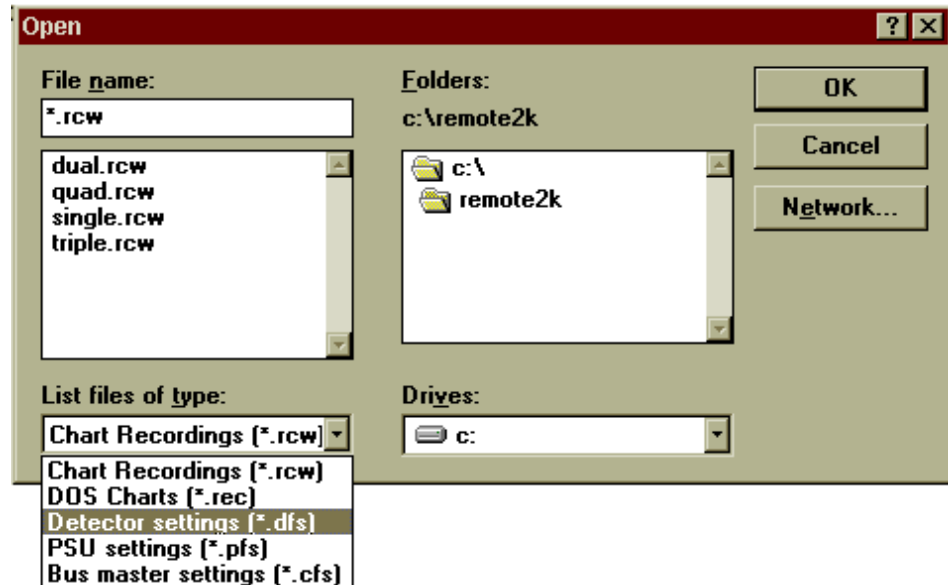 Open
File name:
*.rcw
dual.rcw
quad.rcw
single.rcw
triple.rcw
List files of type:
Chart Recordings (*.rcw)
Chart Recordings (*.rcw)
DOS Charts (*.rec)
Detector settings (*.dfs)
PSU settings (*.pfs)
Bus master settings (*.cfs)
Folders:
c:\remote2k
c:\
remote2k
Drives:
c:
OK
Cancel
Network...